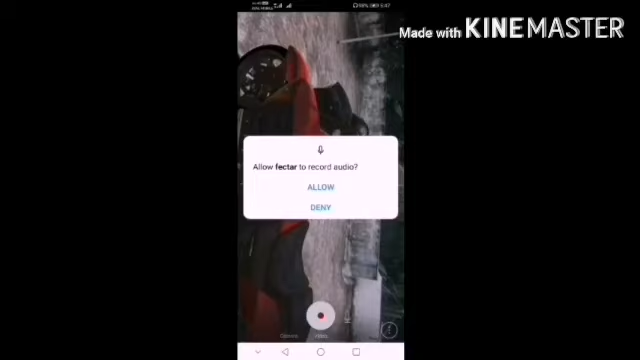 Made with KINEMASTER
Allow fectar to record audio?
ALLOW
DENY